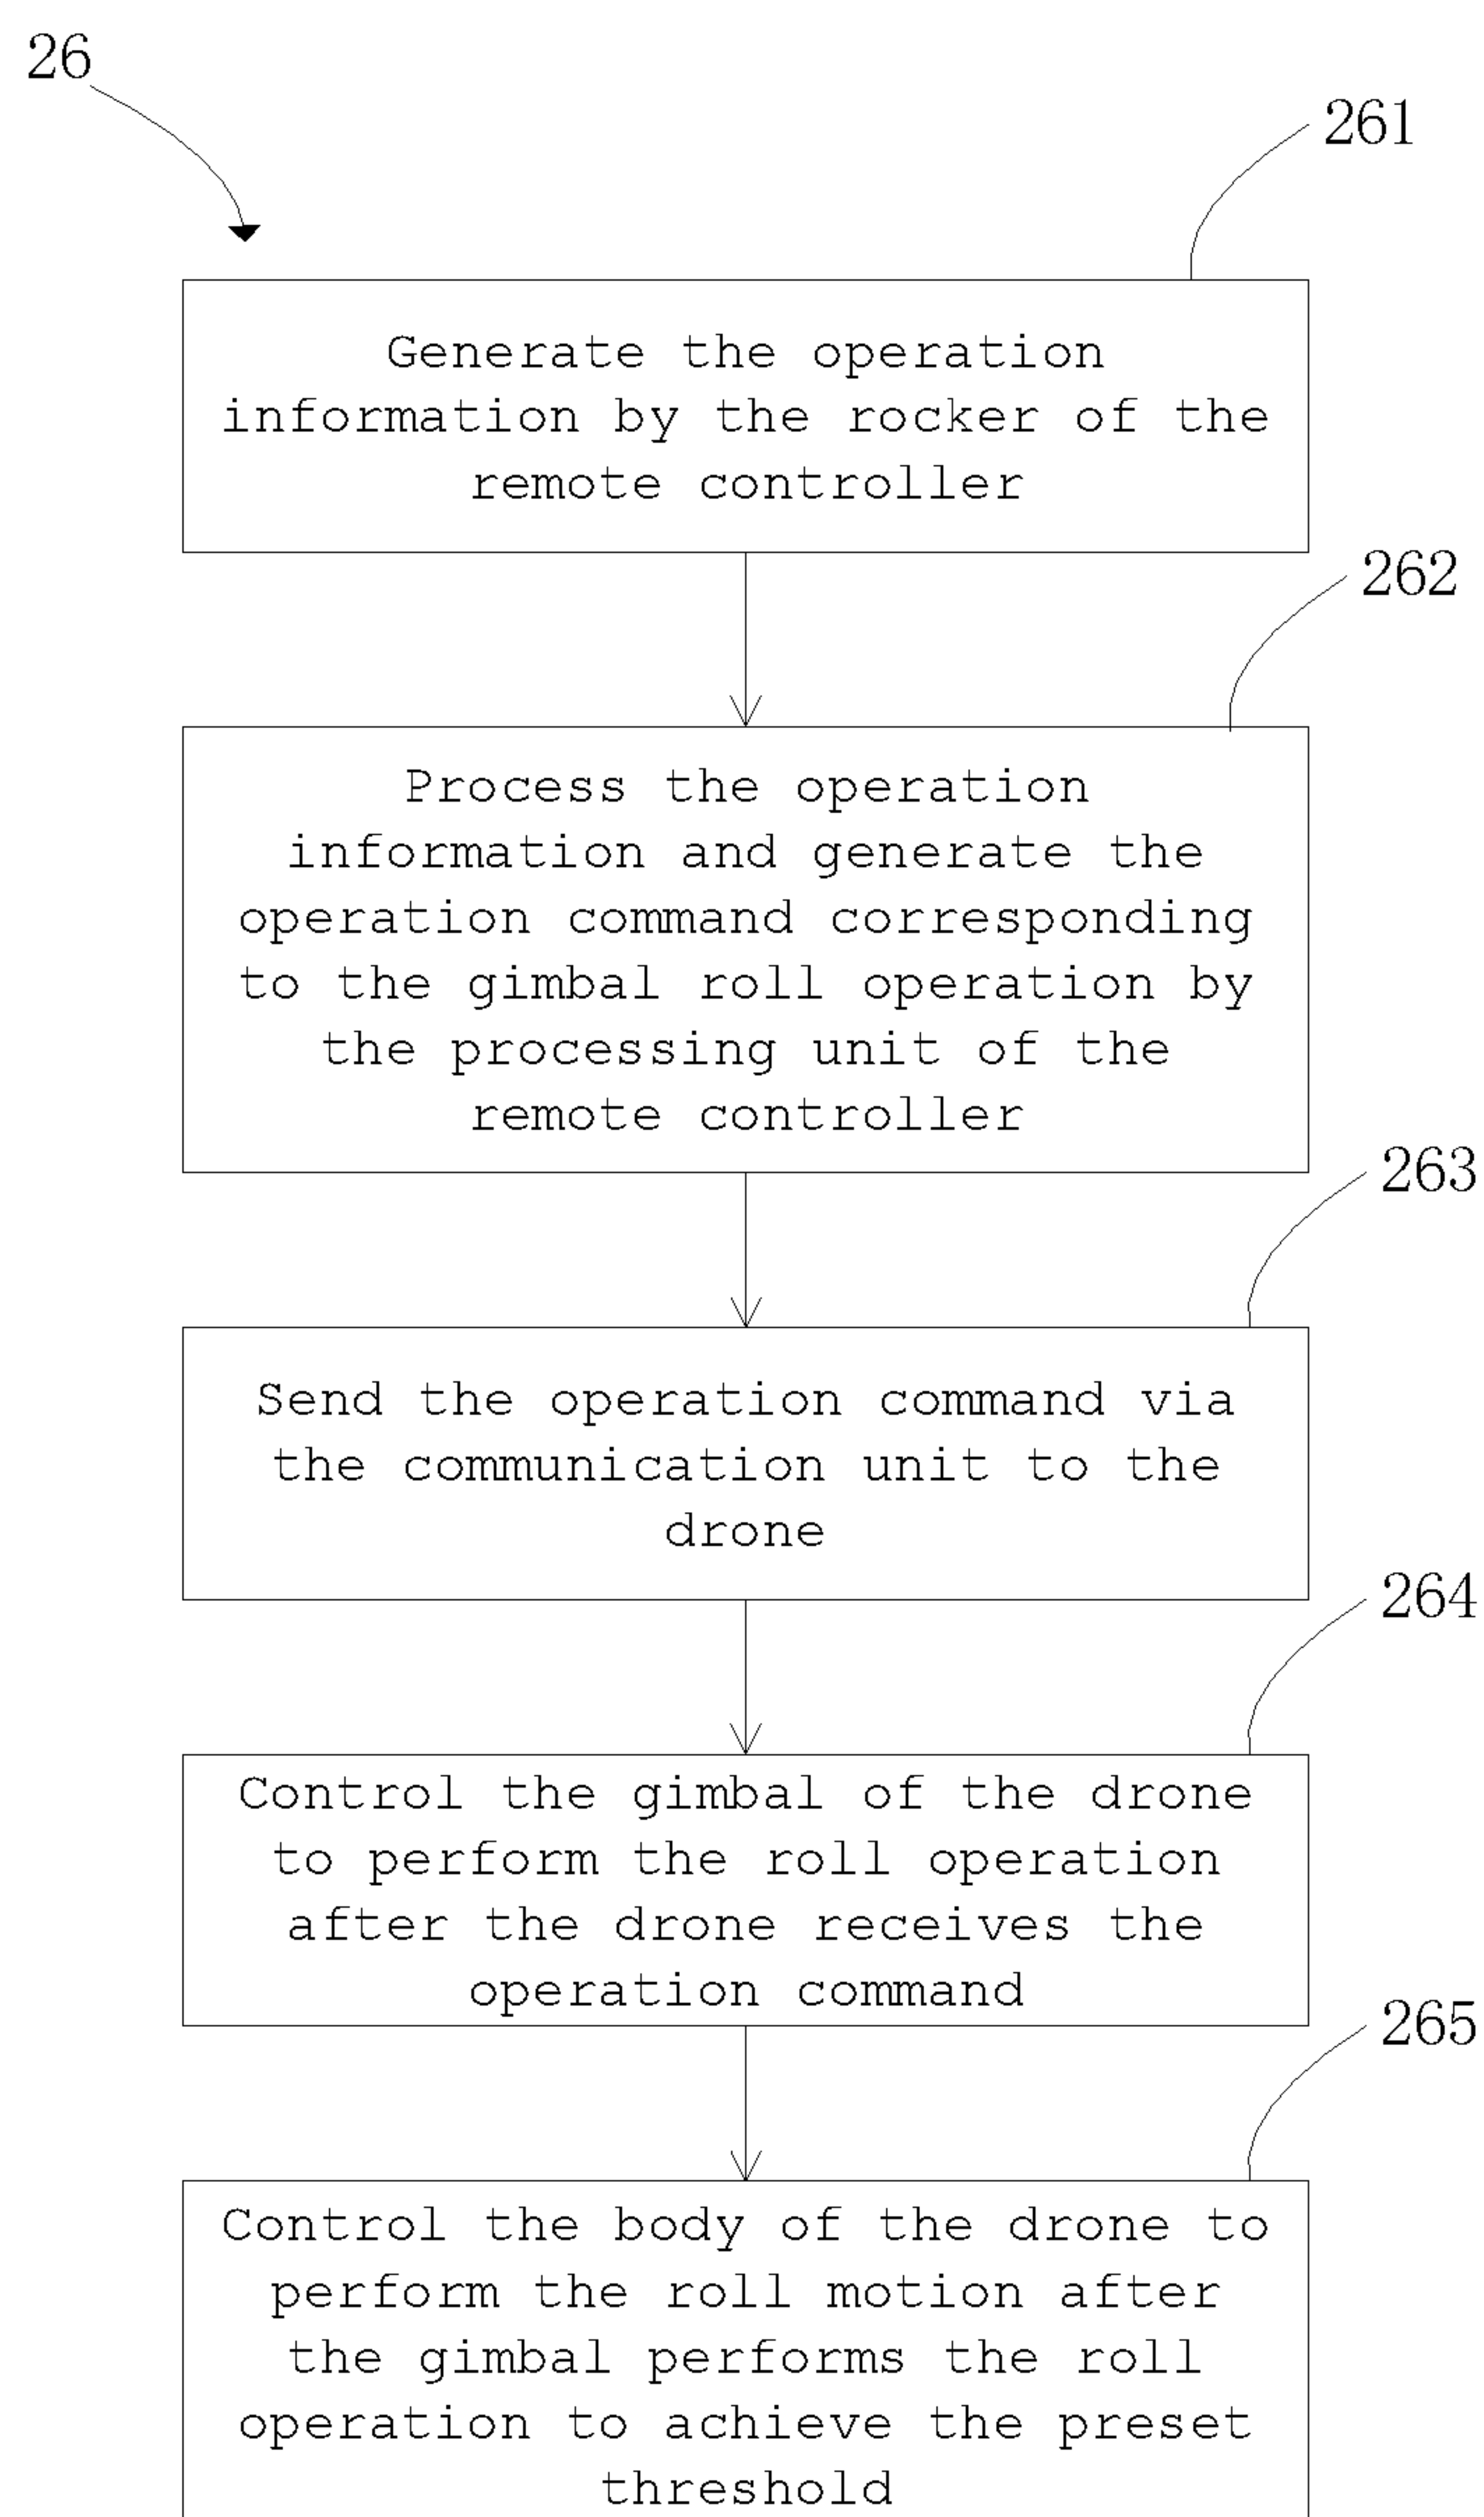 26
261
Generate the operation
information by the rocker of the
remote controller
262
Process the operation
information and generate the
operation command corresponding
to the gimbal roll operation by
the processing unit of the
remote controller
263
Send the operation command via
the communication unit to the
drone
264
Control the gimbal of the drone
to perform the roll operation
after the drone receives the
operation command
265
Control the body of the drone to
perform the roll motion after
the gimbal performs the roll
operation to achieve the preset
threshold